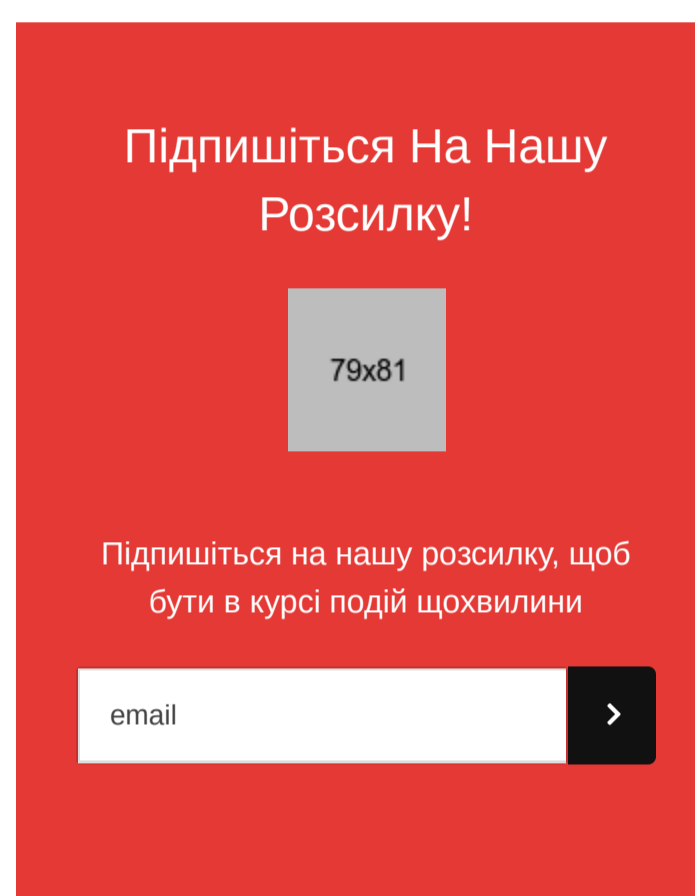 Підпишіться На Нашу
Розсилку!
79x81
Підпишіться на нашу розсилку, щоб
бути в курсі подій щохвилини
email